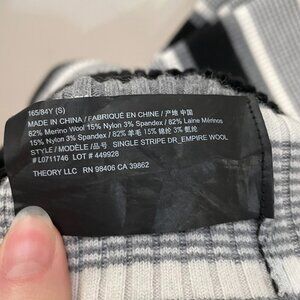 165/84Y (S)
MADE IN CHINA / FABRIQUÉ EN CHINE / 产地 中国
82% Merino Wool 15% Nylon 3% Spandex / 82% Laine Mérinos
15% Nylon 3% Spandex / 82% 羊毛 15% 锦纶 3% 氨纶
STYLE / MODÈLE / 品号 SINGLE STRIPE DR_EMPIRE WOOL
# L0711746 LOT # 449928
THEORY LLC RN 98406 CA 39862